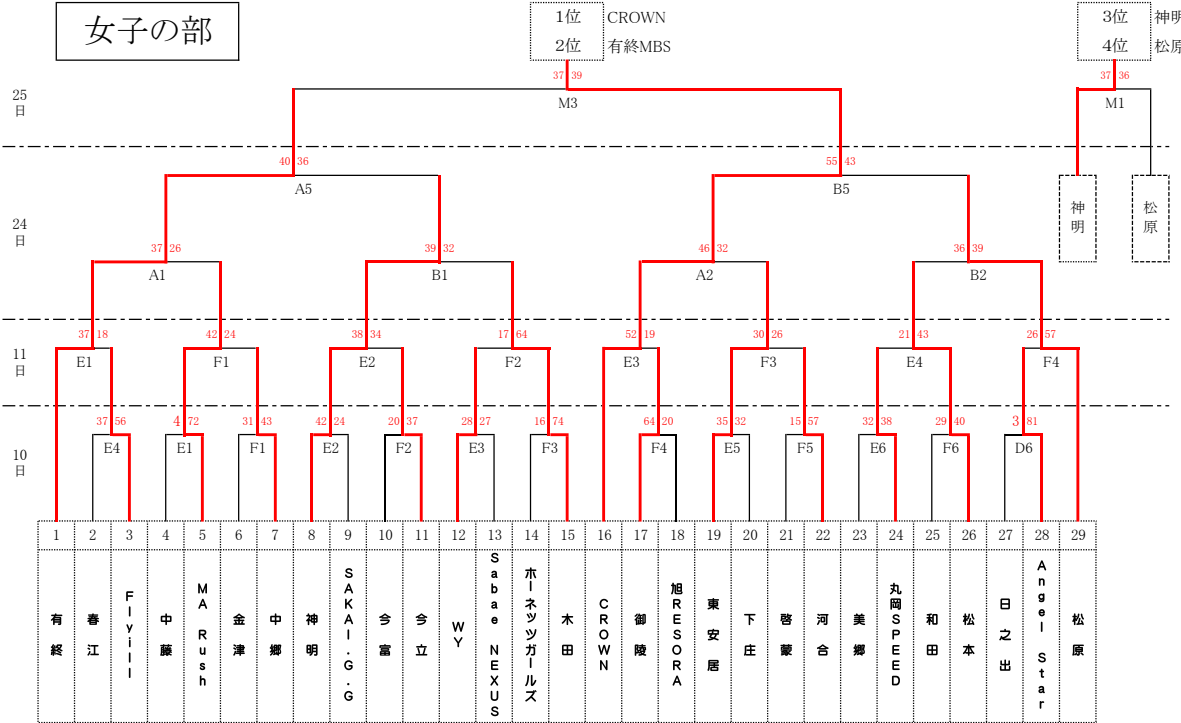 女子の部
1位 CROWN
2位 有終MBS
3位 神明
4位 松原
37 39
37 36
25日
M3
M1
40 36
55 43
A5
B5
神明
松原
24日
37 26
39 32
46 32
36 39
A1
B1
A2
B2
37 18
42 24
38 34
17 64
52 19
30 26
21 43
26 57
11日
E1
F1
E2
F2
E3
F3
E4
F4
37 56
4 72
31 43
42 24
20 37
28 27
16 74
64 20
35 32
15 57
32 38
29 40
3 81
10日
E4
E1
F1
E2
F2
E3
F3
F4
E5
F5
E6
F6
D6
1 2 3 4 5 6 7 8 9 10 11 12 13 14 15 16 17 18 19 20 21 22 23 24 25 26 27 28 29
有終
春江
Flyill
中藤
MA Rush
金津
中郷
神明
SAKAI.G.G
今富
今立
WY
Sabae NEXUS
ホーネッツガールズ
木田
CROWN
御陵
旭RESORA
東安居
下庄
啓蒙
河合
美郷
丸岡SPEED
和田
松本
日之出
Angel Star
松原